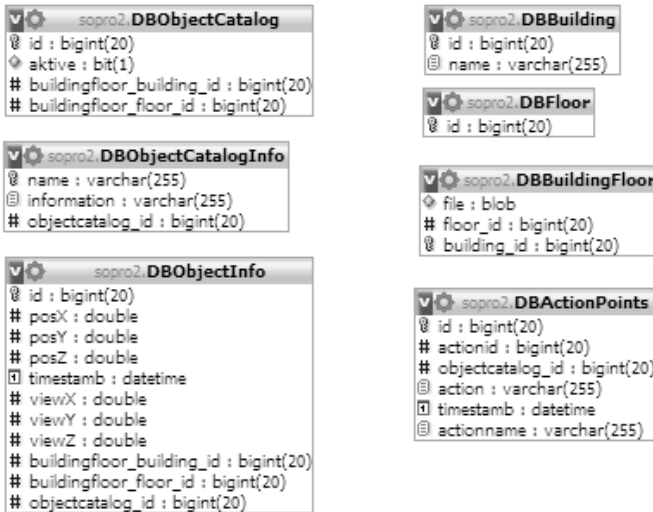 sopro2.DBObjectCatalog
id : bigint(20)
aktive : bit(1)
# buildingfloor_building_id : bigint(20)
# buildingfloor_floor_id : bigint(20)
sopro2.DBObjectCatalogInfo
name : varchar(255)
information : varchar(255)
# objectcatalog_id : bigint(20)
sopro2.DBObjectInfo
id : bigint(20)
# posX : double
# posY : double
# posZ : double
timestamb : datetime
# viewX : double
# viewY : double
# viewZ : double
# buildingfloor_building_id : bigint(20)
# buildingfloor_floor_id : bigint(20)
# objectcatalog_id : bigint(20)
sopro2.DBBuilding
id : bigint(20)
name : varchar(255)
sopro2.DBFloor
id : bigint(20)
sopro2.DBBuildingFloor
file : blob
# floor_id : bigint(20)
building_id : bigint(20)
sopro2.DBActionPoints
id : bigint(20)
# actionid : bigint(20)
# objectcatalog_id : bigint(20)
action : varchar(255)
timestamb : datetime
actionname : varchar(255)